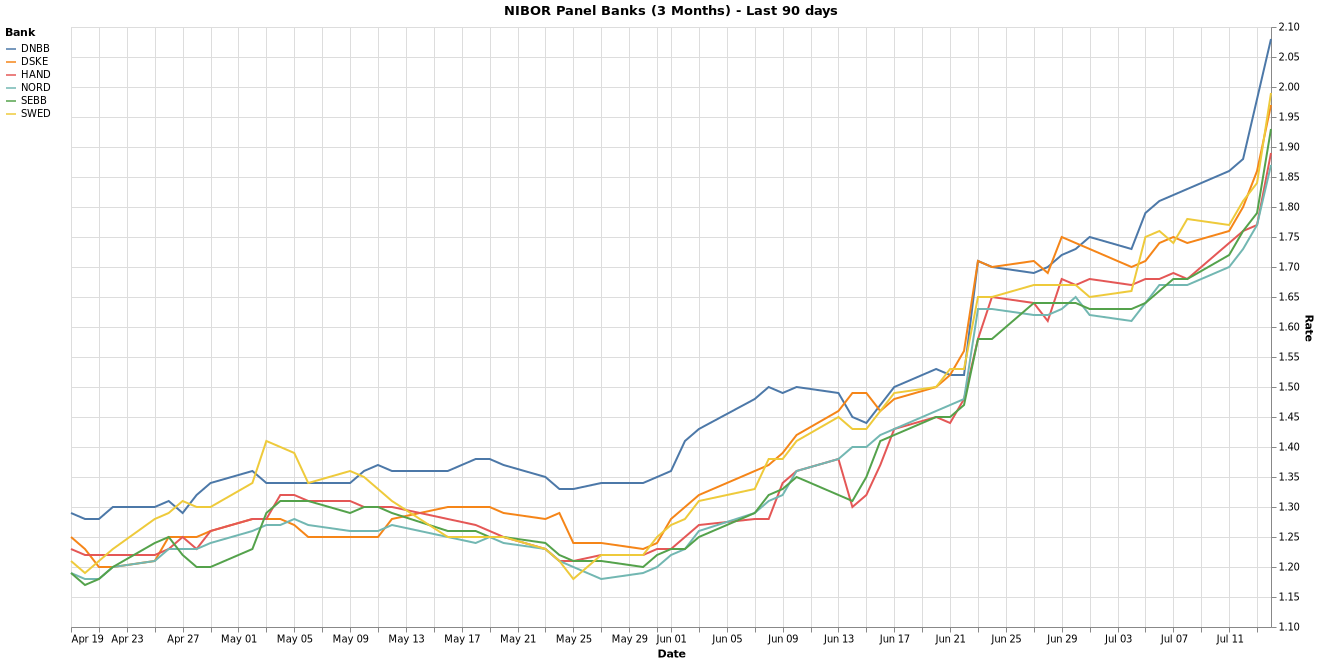 NIBOR Panel Banks (3 Months) - Last 90 days
Bank
DNBB
DSKE
HAND
NORD
SEBB
SWED
2.10
2.05
2.00
1.95
1.90
1.85
1.80
1.75
1.70
1.65
1.60
1.55
1.50
1.45
1.40
1.35
1.30
1.25
1.20
1.15
1.10
Rate
Apr 19 Apr 23 Apr 27 May 01 May 05 May 09 May 13 May 17 May 21 May 25 May 29 Jun 01 Jun 05 Jun 09 Jun 13 Jun 17 Jun 21 Jun 25 Jun 29 Jul 03 Jul 07 Jul 11
Date